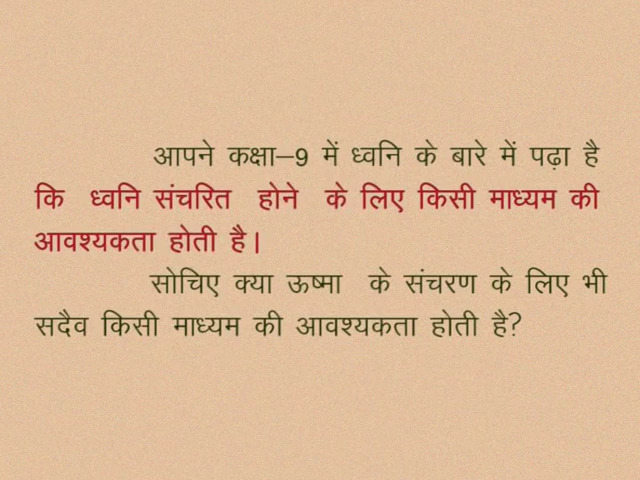 आपने कक्षा–9 में ध्वनि के बारे में पढ़ा है
कि ध्वनि संचरित होने के लिए किसी माध्यम की
आवश्यकता होती है।
सोचिए क्या ऊष्मा के संचरण के लिए भी
सदैव किसी माध्यम की आवश्यकता होती है?